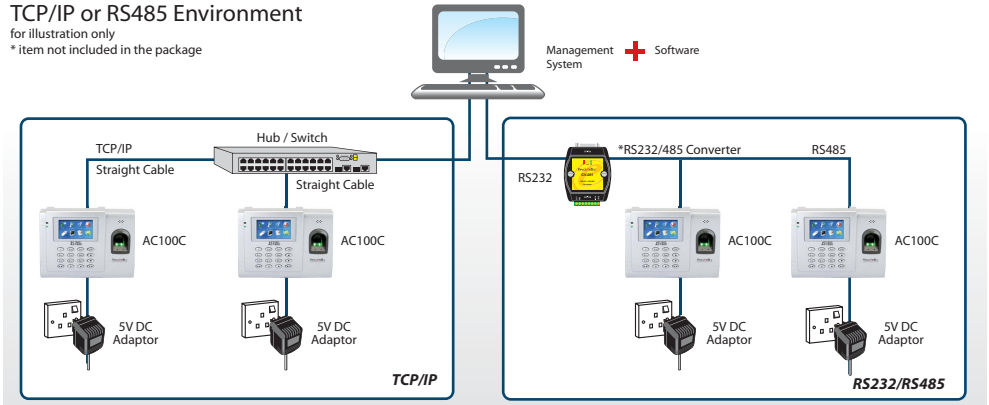 TCP/IP or RS485 Environment
for illustration only
* item not included in the package
Management
System
Software
TCP/IP
Straight Cable
Hub / Switch
Straight Cable
AC100C
AC100C
5V DC
Adaptor
5V DC
Adaptor
TCP/IP
RS232
*RS232/485 Converter
RS485
AC100C
AC100C
5V DC
Adaptor
5V DC
Adaptor
RS232/RS485